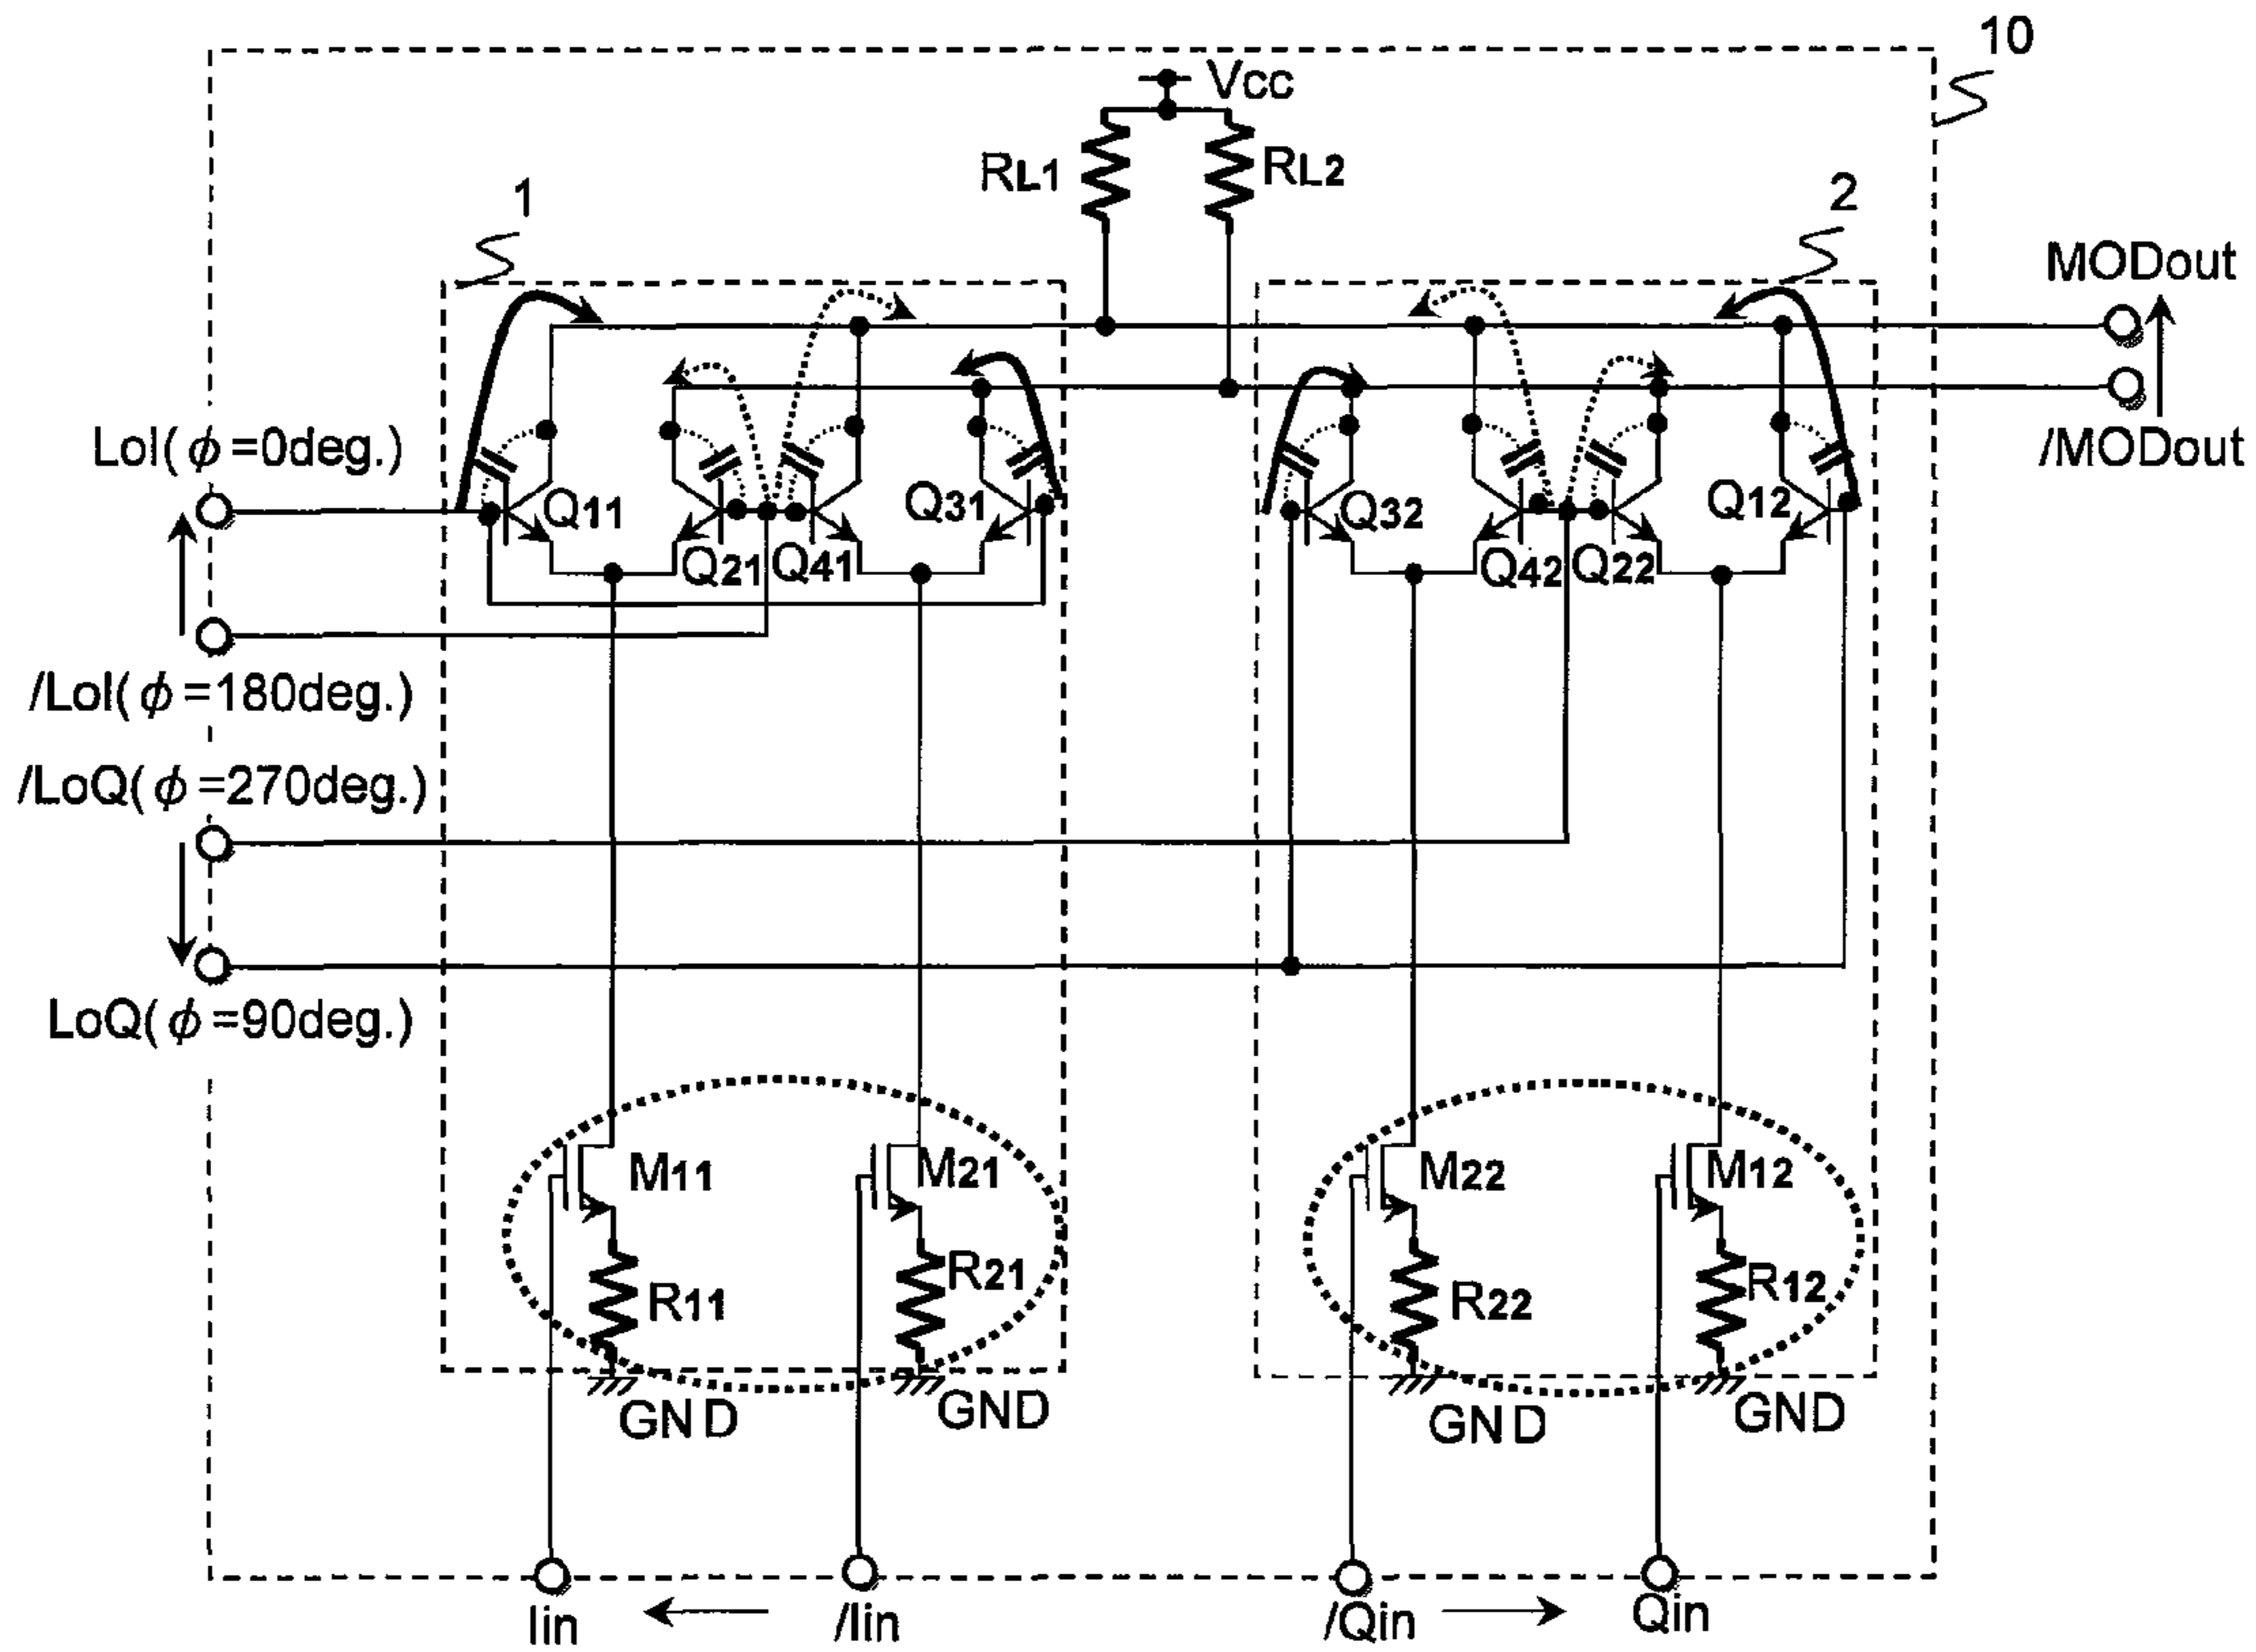 10
Vcc
RL1
RL2
1
2
MODout
/MODout
LoI(ϕ=0deg.)
Q11
Q21
Q41
Q31
Q32
Q42
Q22
Q12
/LoI(ϕ=180deg.)
/LoQ(ϕ=270deg.)
LoQ(ϕ=90deg.)
M11
M21
M22
M12
R11
R21
R22
R12
GND
GND
GND
GND
Iin
/Iin
/Qin
Qin